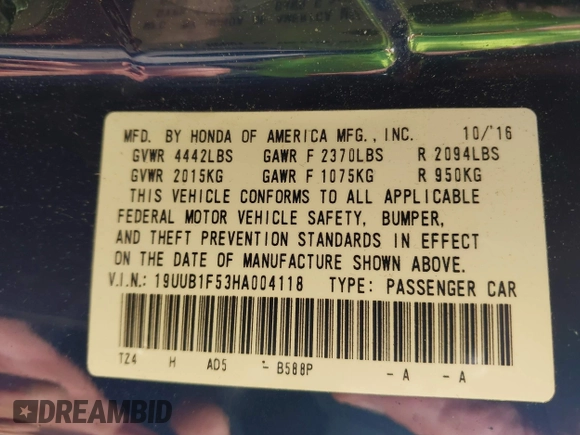 MFD. BY HONDA OF AMERICA MFG., INC. 10/'16
GVWR 4442LBS GAWR F 2370LBS R 2094LBS
GVWR 2015KG GAWR F 1075KG R 950KG
THIS VEHICLE CONFORMS TO ALL APPLICABLE
FEDERAL MOTOR VEHICLE SAFETY, BUMPER,
AND THEFT PREVENTION STANDARDS IN EFFECT
ON THE DATE OF MANUFACTURE SHOWN ABOVE.
V.I.N.: 19UUB1F53HA004118 TYPE: PASSENGER CAR
TZ4 H AD5 - B588P - A - A
DREAMBID